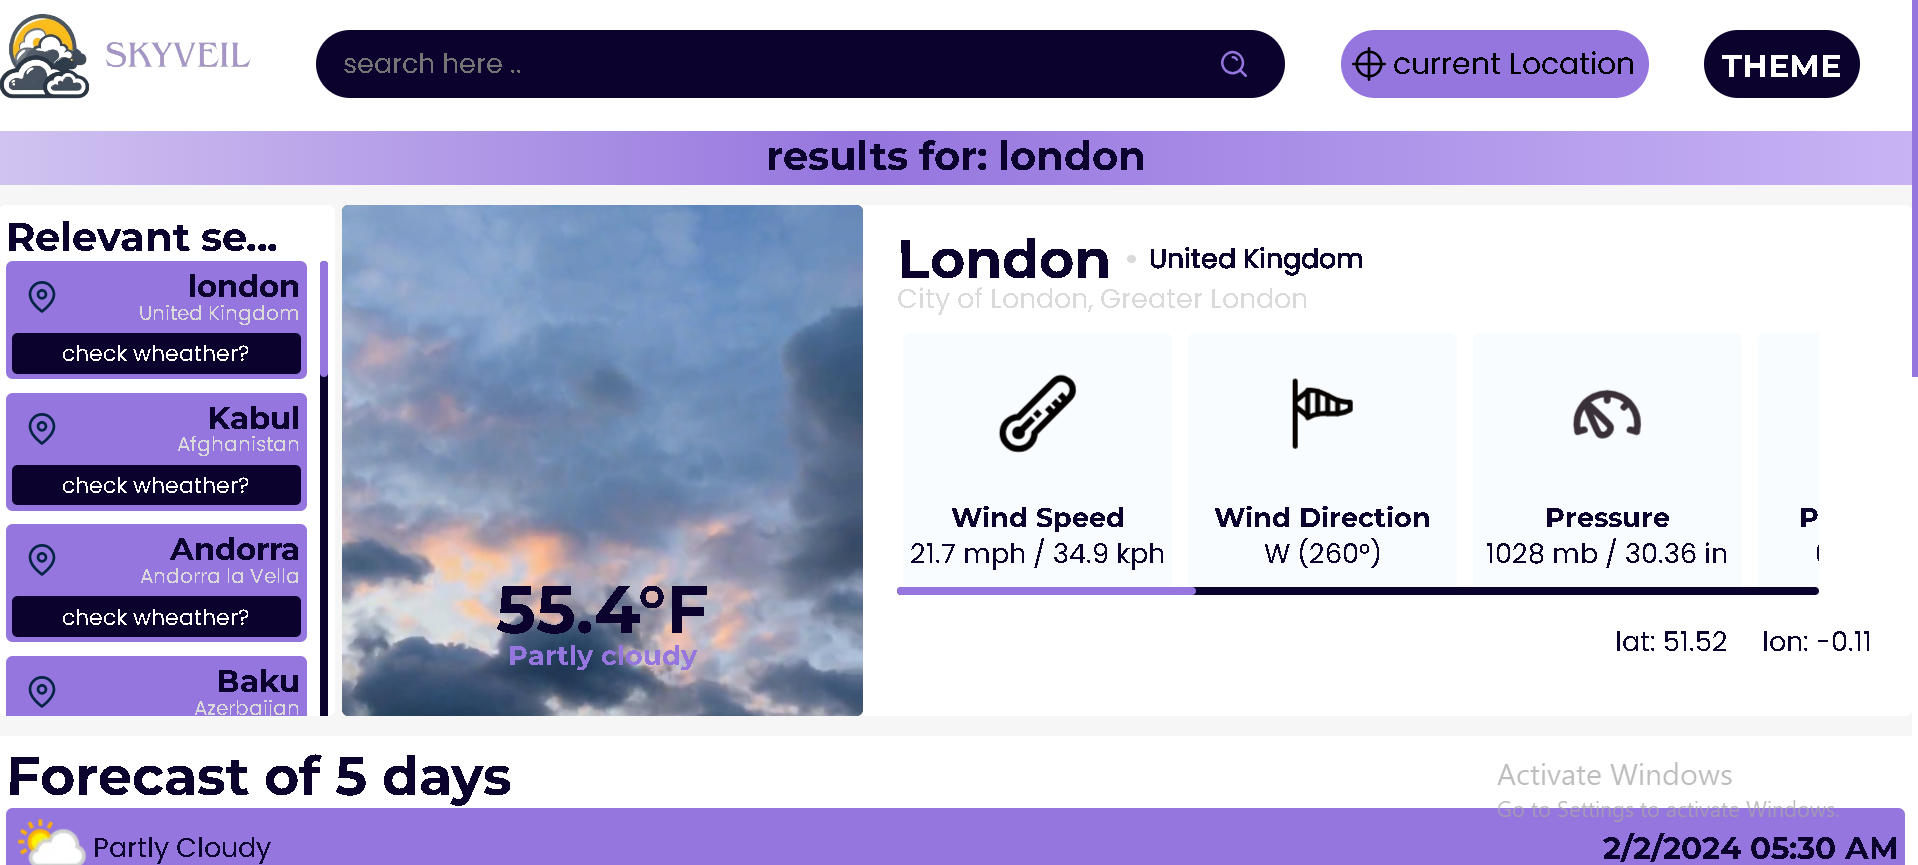 SKYVEIL
search here ..
current Location
THEME
results for: london
Relevant se...
london
United Kingdom
check wheather?
Kabul
Afghanistan
check wheather?
Andorra
Andorra la Vella
check wheather?
Baku
Azerbaijan
55.4°F
Partly cloudy
London • United Kingdom
City of London, Greater London
Wind Speed
21.7 mph / 34.9 kph
Wind Direction
W (260°)
Pressure
1028 mb / 30.36 in
P
lat: 51.52 lon: -0.11
Forecast of 5 days
Partly Cloudy
2/2/2024 05:30 AM
Activate Windows
Go to Settings to activate Windows.